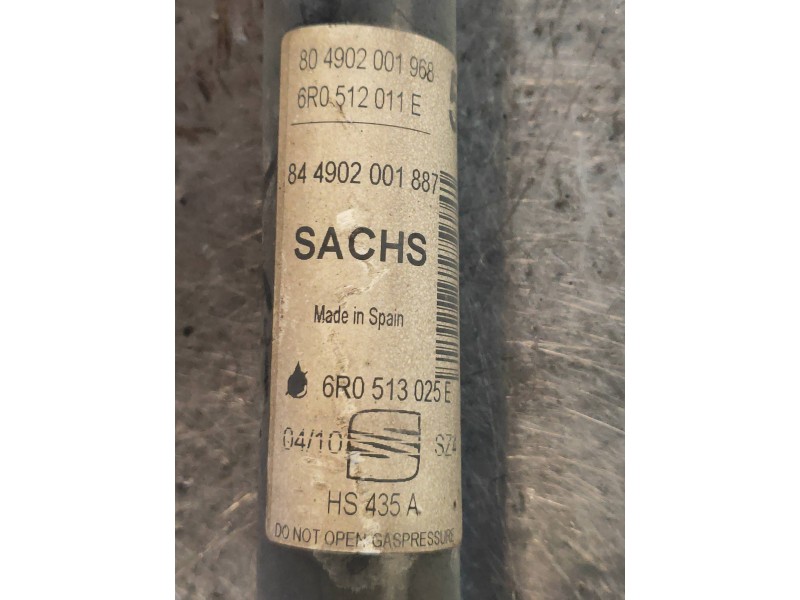 80 4902 001 968
6R0 512 011 E
84 4902 001 887
SACHS
Made in Spain
6R0 513 025 E
04/10
HS 435 A
DO NOT OPEN GASPRESSURE